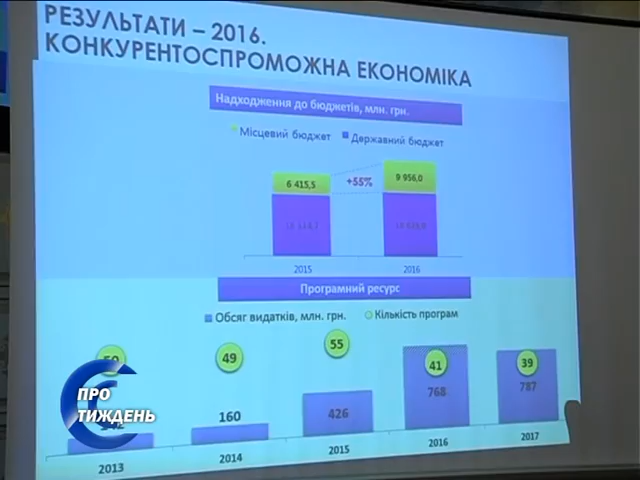 РЕЗУЛЬТАТИ – 2016.
КОНКУРЕНТОСПРОМОЖНА ЕКОНОМІКА
Надходження до бюджетів, млн. грн.
Місцевий бюджет Державний бюджет
6 415,5 +55% 9 956,0
2015 2016
Програмний ресурс
Обсяг видатків, млн. грн. Кількість програм
49 55 41 39
160 426 768 787
2013 2014 2015 2016 2017
ПРО
ТИЖДЕНЬ